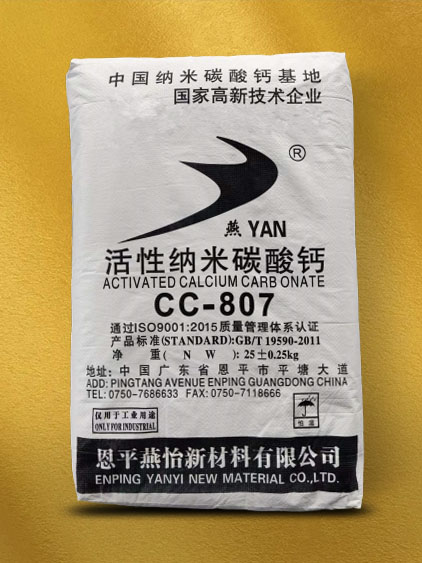 中国纳米碳酸钙基地
国家高新技术企业
®
燕 YAN
活性纳米碳酸钙
ACTIVATED CALCIUM CARB ONATE
CC-807
通过ISO9001:2015质量管理体系认证
产品标准(STANDARD):GB/T 19590-2011
净 重( N W ): 25±0.25kg
地址: 中国广东省恩平市平塘大道
ADD: PINGTANG AVENUE ENPING GUANGDONG CHINA
TEL: 0750-7686633 FAX: 0750-7118666
仅用于工业用途
ONLY FOR INDUSTRIAL
恩平燕怡新材料有限公司
ENPING YANYI NEW MATERIAL CO.,LTD.